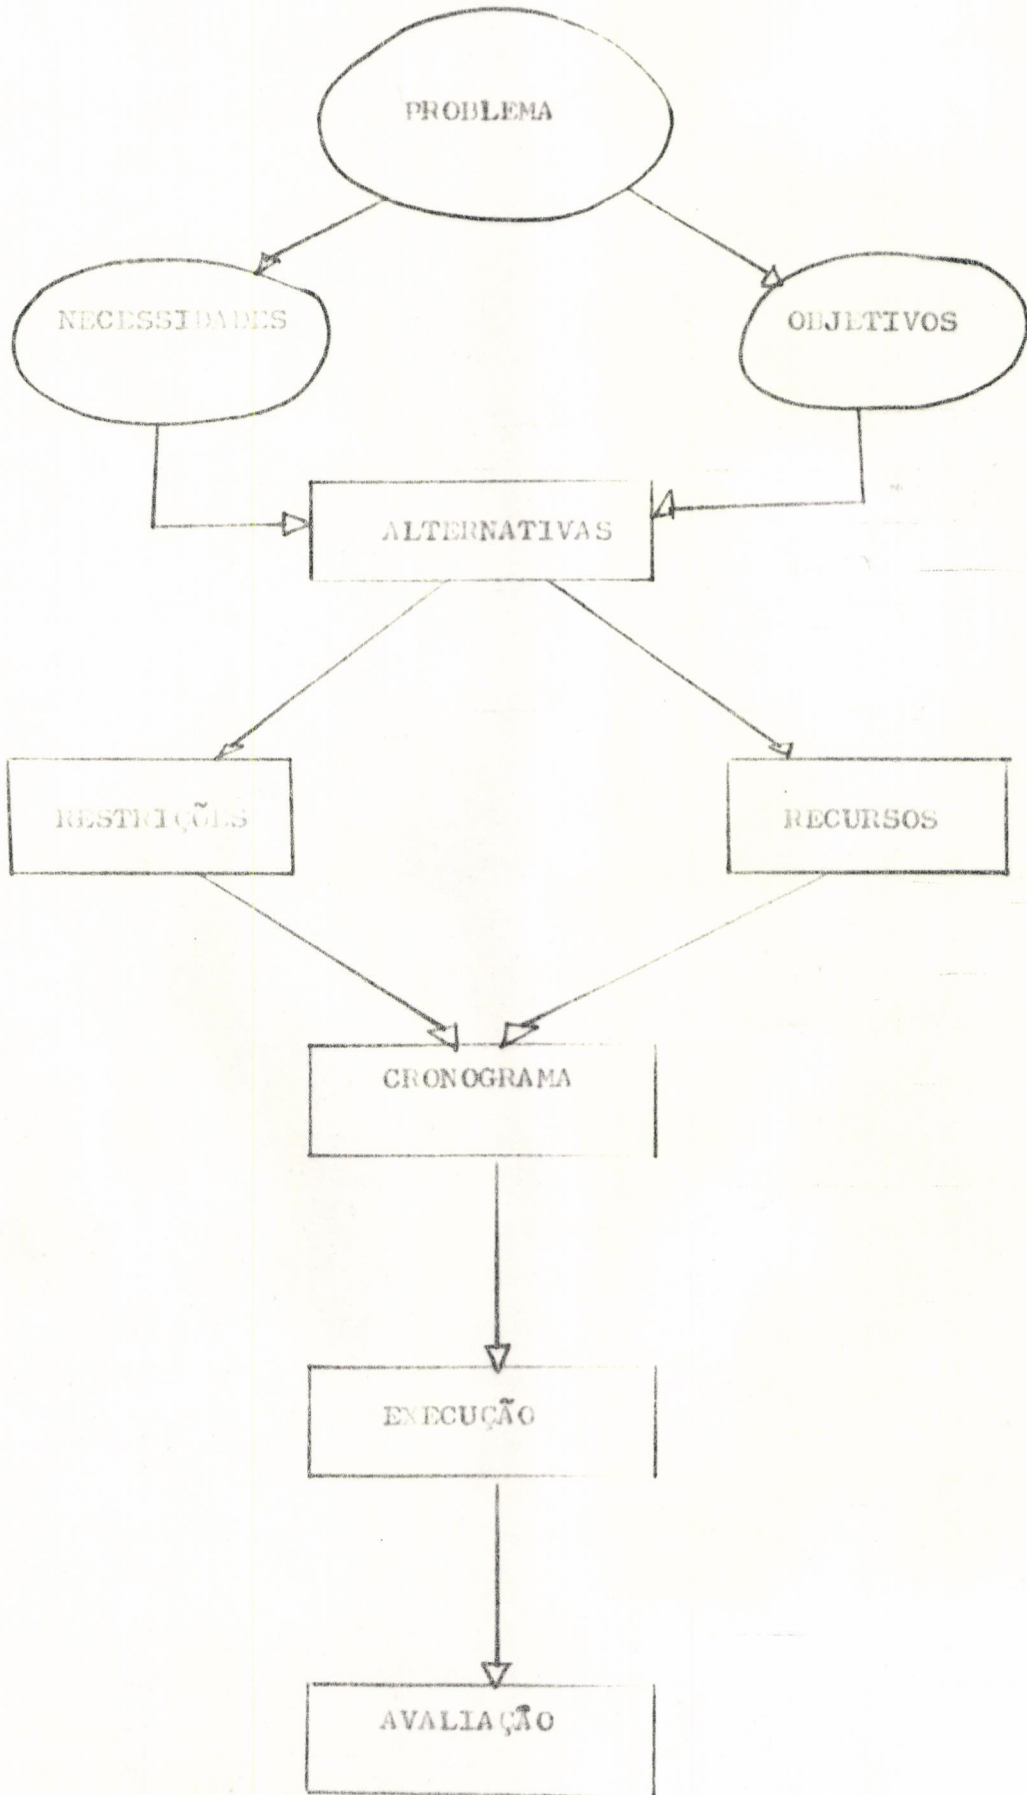 PROBLEMA
NECESSIDADES
OBJETIVOS
ALTERNATIVAS
RESTRIÇÕES
RECURSOS
CRONOGRAMA
EXECUÇÃO
AVALIAÇÃO